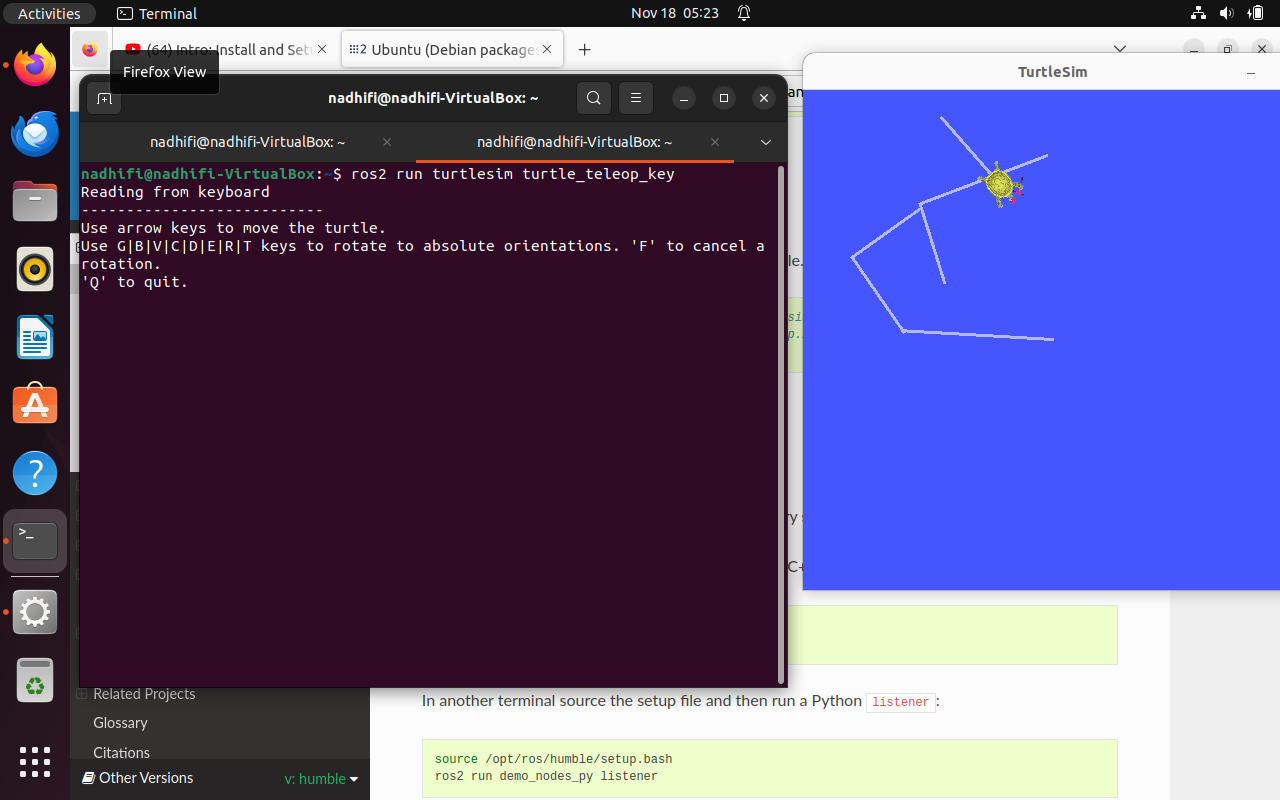 Activities
Terminal
Nov 18 05:23
(64) Intro: Install and Setu
Ubuntu (Debian packages
Firefox View
nadhifi@nadhifi-VirtualBox: ~
nadhifi@nadhifi-VirtualBox: ~
nadhifi@nadhifi-VirtualBox: ~
nadhifi@nadhifi-VirtualBox:~$ ros2 run turtlesim turtle_teleop_key
Reading from keyboard
---------------------------
Use arrow keys to move the turtle.
Use G|B|V|C|D|E|R|T keys to rotate to absolute orientations. 'F' to cancel a
rotation.
'Q' to quit.
TurtleSim
Related Projects
Glossary
Citations
Other Versions
v: humble
In another terminal source the setup file and then run a Python listener:
source /opt/ros/humble/setup.bash
ros2 run demo_nodes_py listener